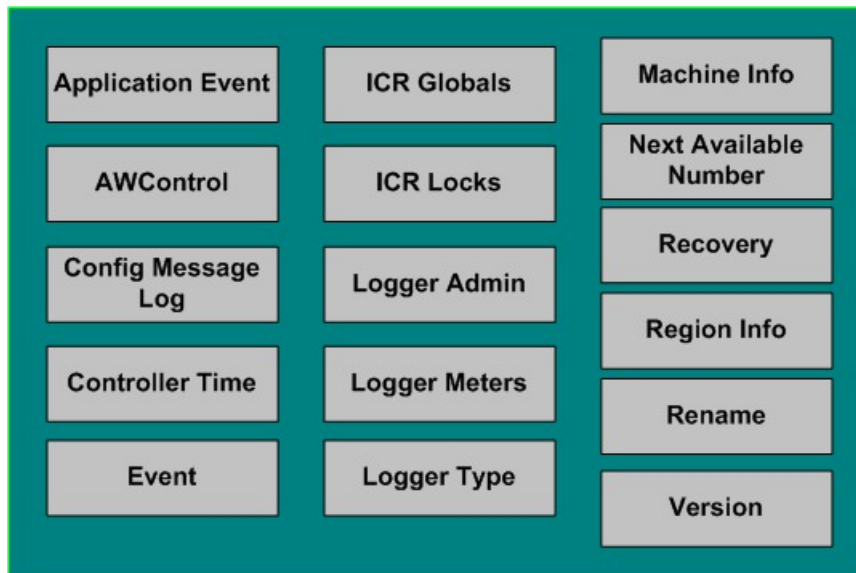 Application Event
AWControl
Config Message
Log
Controller Time
Event
ICR Globals
ICR Locks
Logger Admin
Logger Meters
Logger Type
Machine Info
Next Available
Number
Recovery
Region Info
Rename
Version